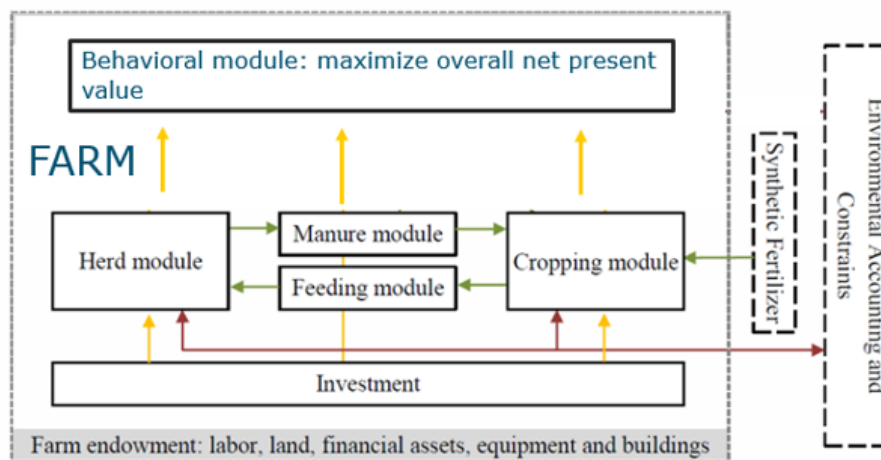 Behavioral module: maximize overall net present
value
FARM
Herd module
Manure module
Feeding module
Cropping module
Synthetic Fertilizer
Environmental Accounting and
Constraints
Investment
Farm endowment: labor, land, financial assets, equipment and buildings